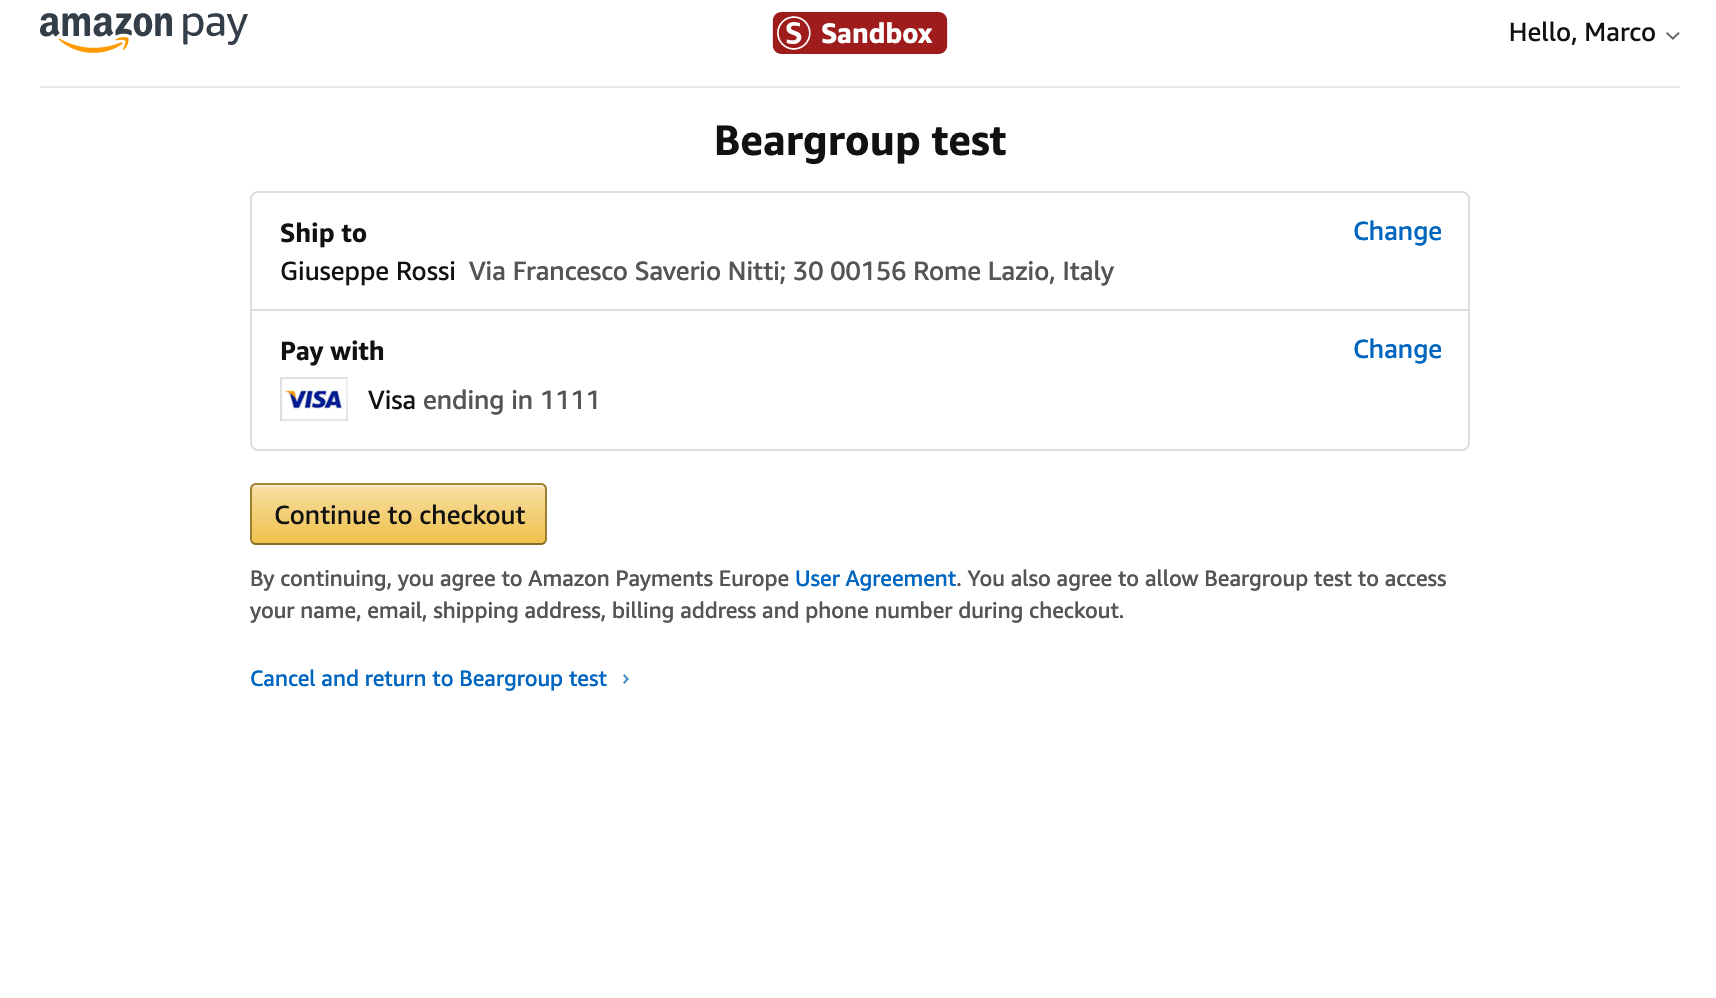 amazon pay
S Sandbox
Hello, Marco
Beargroup test
Ship to
Change
Giuseppe Rossi Via Francesco Saverio Nitti; 30 00156 Rome Lazio, Italy
Pay with
Change
VISA Visa ending in 1111
Continue to checkout
By continuing, you agree to Amazon Payments Europe User Agreement. You also agree to allow Beargroup test to access
your name, email, shipping address, billing address and phone number during checkout.
Cancel and return to Beargroup test ›